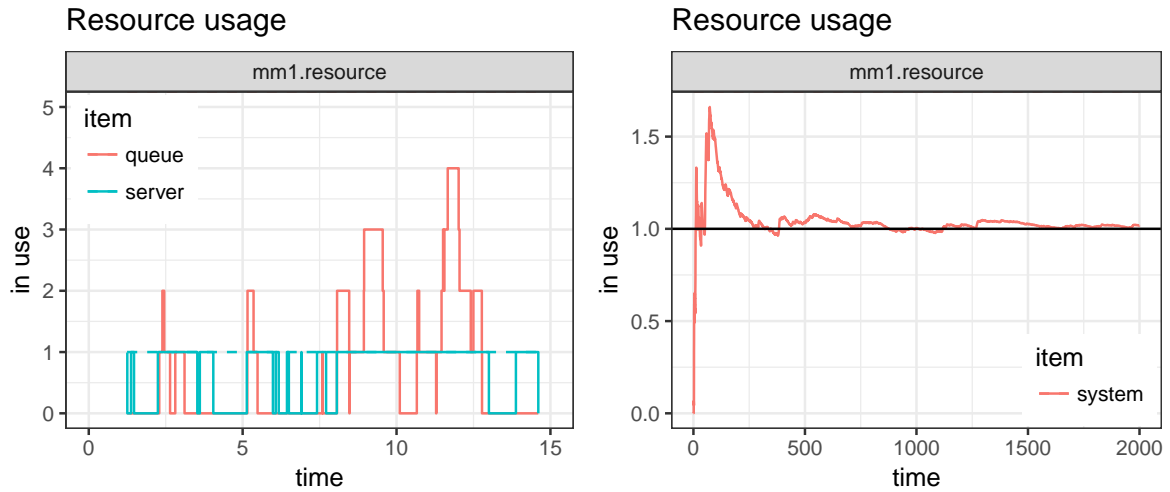 Resource usage
mm1.resource
5
4
3
2
1
0
in use
item
queue
server
0
5
10
15
time
Resource usage
mm1.resource
1.5
1.0
0.5
0.0
in use
item
system
0
500
1000
1500
2000
time